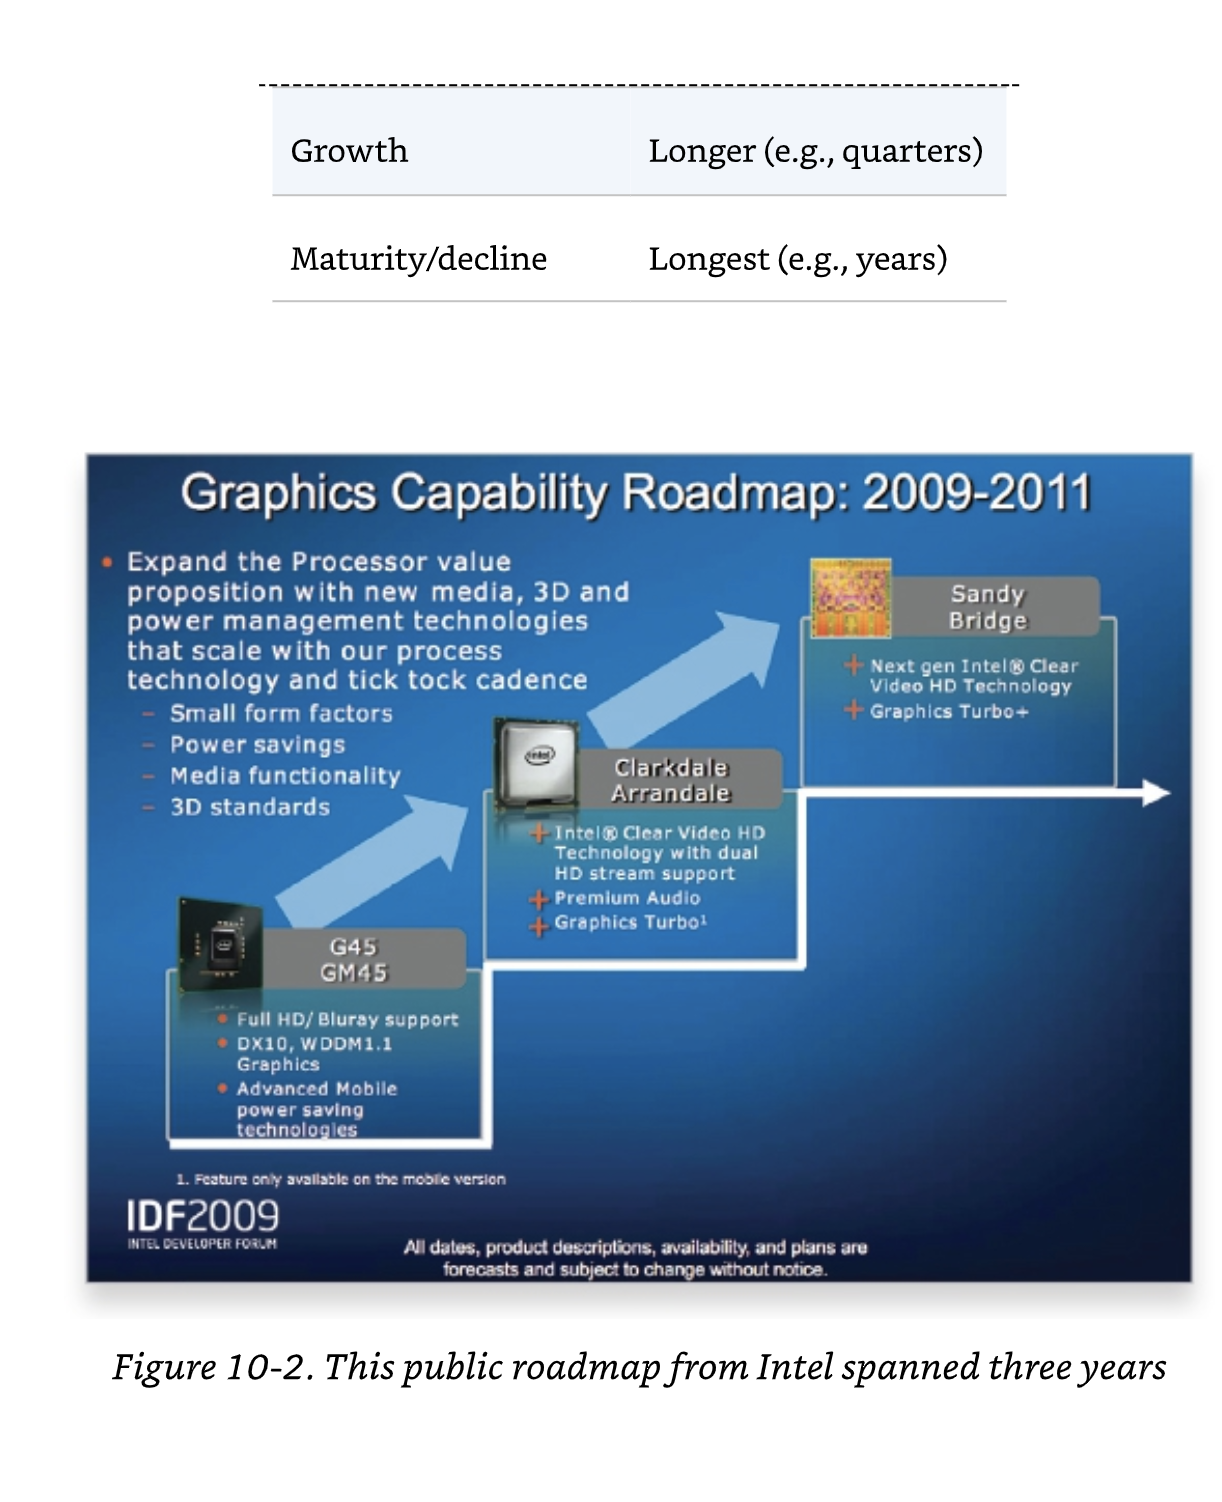 Growth Longer (e.g., quarters)
Maturity/decline Longest (e.g., years)
Graphics Capability Roadmap: 2009-2011
• Expand the Processor value
proposition with new media, 3D and
power management technologies
that scale with our process
technology and tick tock cadence
– Small form factors
– Power savings
– Media functionality
– 3D standards
Sandy
Bridge
+ Next gen Intel® Clear
Video HD Technology
+ Graphics Turbo+
intel
Clarkdale
Arrandale
+ Intel® Clear Video HD
Technology with dual
HD stream support
+ Premium Audio
+ Graphics Turbo¹
G45
GM45
• Full HD/Bluray support
• DX10, WDDM1.1
Graphics
• Advanced Mobile
power saving
technologies
1. Feature only available on the mobile version
IDF2009
INTEL DEVELOPER FORUM
All dates, product descriptions, availability, and plans are
forecasts and subject to change without notice.
Figure 10-2. This public roadmap from Intel spanned three years